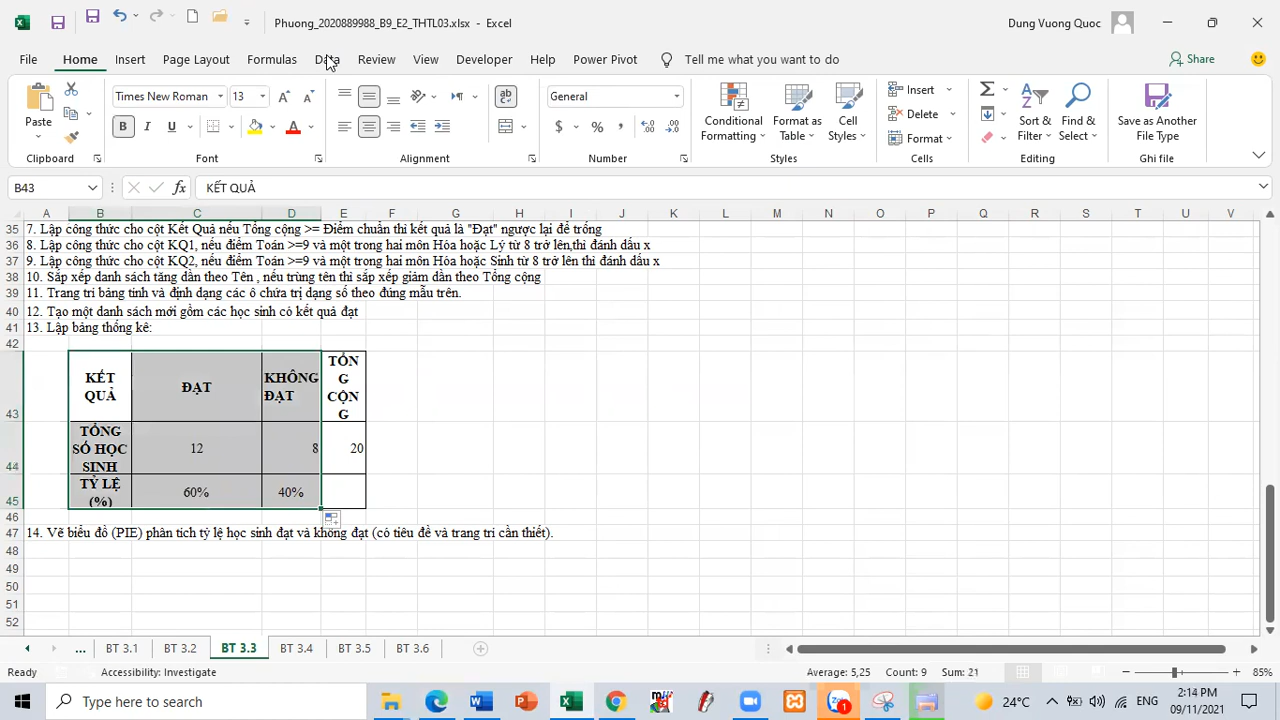 Phuong_2020889988_B9_E2_THTL03.xlsx - Excel
Dung Vuong Quoc
File Home Insert Page Layout Formulas Data Review View Developer Help Power Pivot Tell me what you want to do Share
Paste
Clipboard
Times New Roman 13
B I U A
Font
ab
Alignment
General
$ % ,
Number
Conditional Formatting
Format as Table
Cell Styles
Styles
Insert
Delete
Format
Cells
Sort & Filter
Find & Select
Editing
Save as Another File Type
Ghi file
B43 fx KẾT QUẢ
A B C D E F G H I J K L M N O P Q R S T U V
35 7. Lập công thức cho cột Kết Quả nếu Tổng cộng >= Điểm chuẩn thì kết quả là "Đạt" ngược lại để trống
36 8. Lập công thức cho cột KQ1, nếu điểm Toán >=9 và một trong hai môn Hóa hoặc Lý từ 8 trở lên,thì đánh dấu x
37 9. Lập công thức cho cột KQ2, nếu điểm Toán >=9 và một trong hai môn Hóa hoặc Sinh từ 8 trở lên thì đánh dấu x
38 10. Sắp xếp danh sách tăng dần theo Tên , nếu trùng tên thì sắp xếp giảm dần theo Tổng cộng
39 11. Trang trí bảng tính và định dạng các ô chứa trị dạng số theo đúng mẫu trên.
40 12. Tạo một danh sách mới gồm các học sinh có kết quả đạt
41 13. Lập bảng thống kê:
42
43 KẾT QUẢ ĐẠT KHÔNG ĐẠT TỔNG CỘNG
44 TỔNG SỐ HỌC SINH 12 8 20
45 TỶ LỆ (%) 60% 40%
46
47 14. Vẽ biểu đồ (PIE) phân tích tỷ lệ học sinh đạt và không đạt (có tiêu đề và trang trí cần thiết).
48
49
50
51
52
... BT 3.1 BT 3.2 BT 3.3 BT 3.4 BT 3.5 BT 3.6
Ready Accessibility: Investigate Average: 5,25 Count: 9 Sum: 21 85%
Type here to search
24°C ENG 2:14 PM
09/11/2021